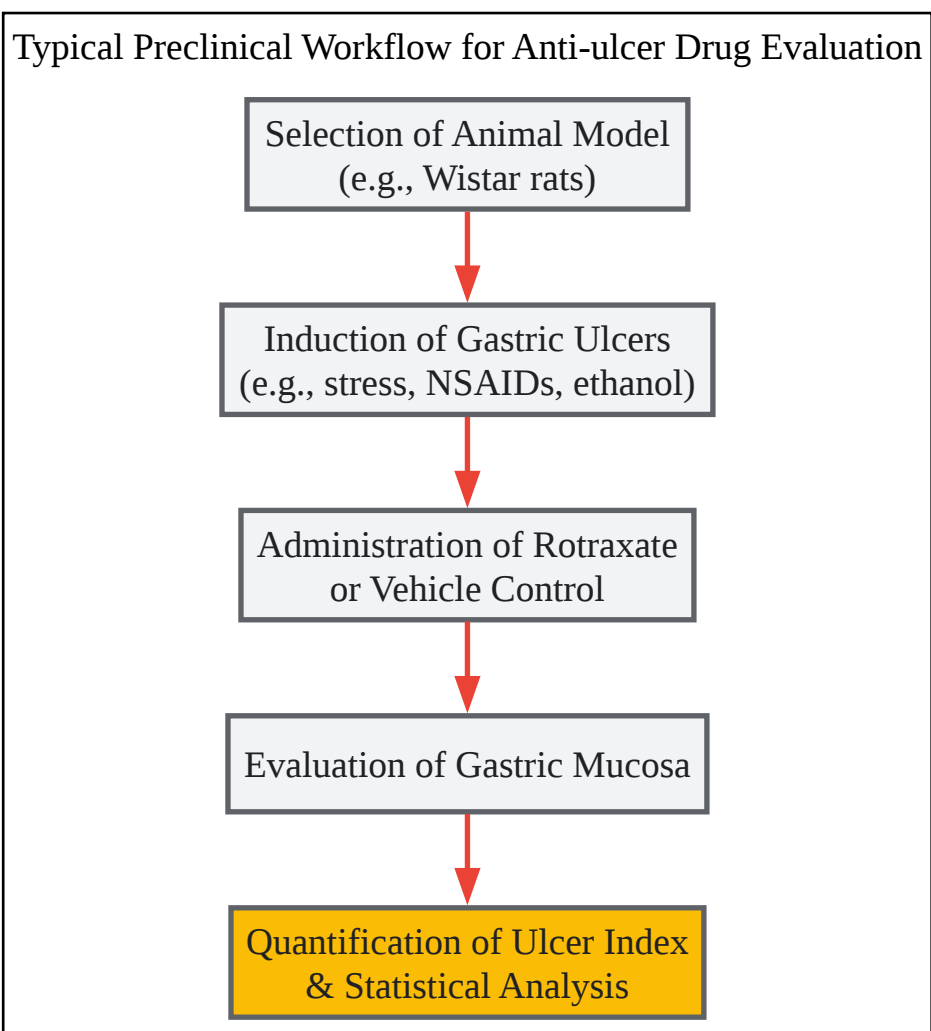 Typical Preclinical Workflow for Anti-ulcer Drug Evaluation
Selection of Animal Model
(e.g., Wistar rats)
Induction of Gastric Ulcers
(e.g., stress, NSAIDs, ethanol)
Administration of Rotraxate
or Vehicle Control
Evaluation of Gastric Mucosa
Quantification of Ulcer Index
& Statistical Analysis